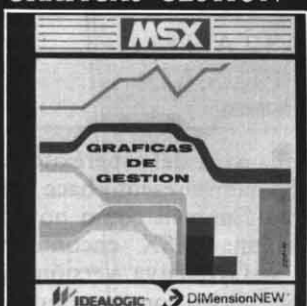 MSX
GRAFICAS
DE
GESTION
IDEALOGIC
DIMensionNEW